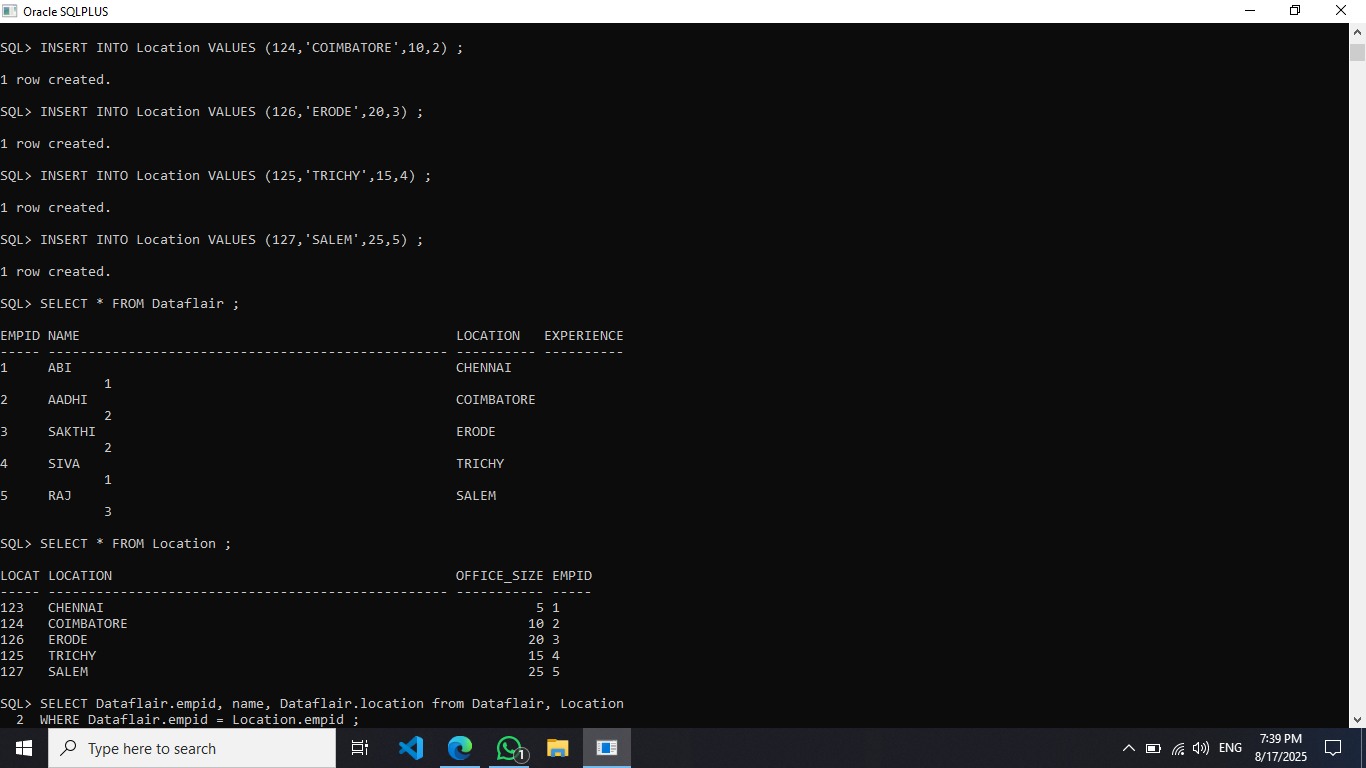 Oracle SQLPLUS
SQL> INSERT INTO Location VALUES (124,'COIMBATORE',10,2) ;
1 row created.
SQL> INSERT INTO Location VALUES (126,'ERODE',20,3) ;
1 row created.
SQL> INSERT INTO Location VALUES (125,'TRICHY',15,4) ;
1 row created.
SQL> INSERT INTO Location VALUES (127,'SALEM',25,5) ;
1 row created.
SQL> SELECT * FROM Dataflair ;
EMPID NAME                                               LOCATION   EXPERIENCE
----- -------------------------------------------------- ---------- ----------
1     ABI                                                CHENNAI
             1
2     AADHI                                              COIMBATORE
             2
3     SAKTHI                                             ERODE
             2
4     SIVA                                               TRICHY
             1
5     RAJ                                                SALEM
             3
SQL> SELECT * FROM Location ;
LOCAT LOCATION                                           OFFICE_SIZE EMPID
----- -------------------------------------------------- ----------- -----
123   CHENNAI                                                      5 1
124   COIMBATORE                                                  10 2
126   ERODE                                                       20 3
125   TRICHY                                                      15 4
127   SALEM                                                       25 5
SQL> SELECT Dataflair.empid, name, Dataflair.location from Dataflair, Location
  2  WHERE Dataflair.empid = Location.empid ;
Type here to search
1
ENG
7:39 PM
8/17/2025